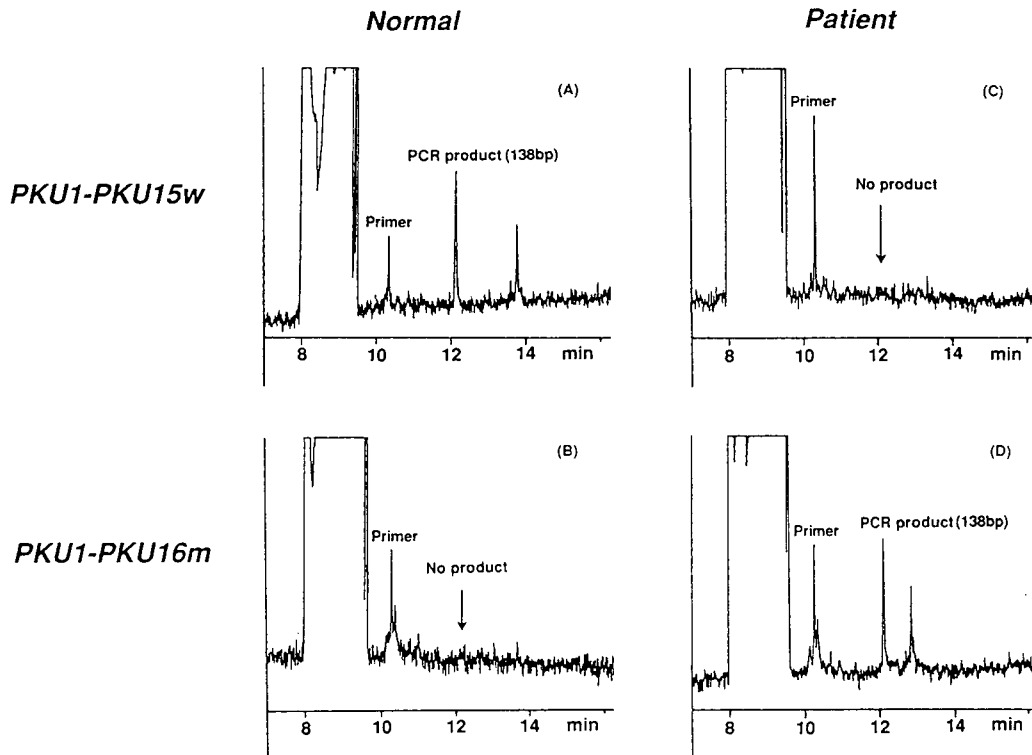 Normal
Patient
PKU1-PKU15w
(A)
PCR product (138bp)
Primer
8 10 12 14 min
(C)
Primer
No product
8 10 12 14 min
PKU1-PKU16m
(B)
Primer
No product
8 10 12 14 min
(D)
Primer
PCR product (138bp)
8 10 12 14 min